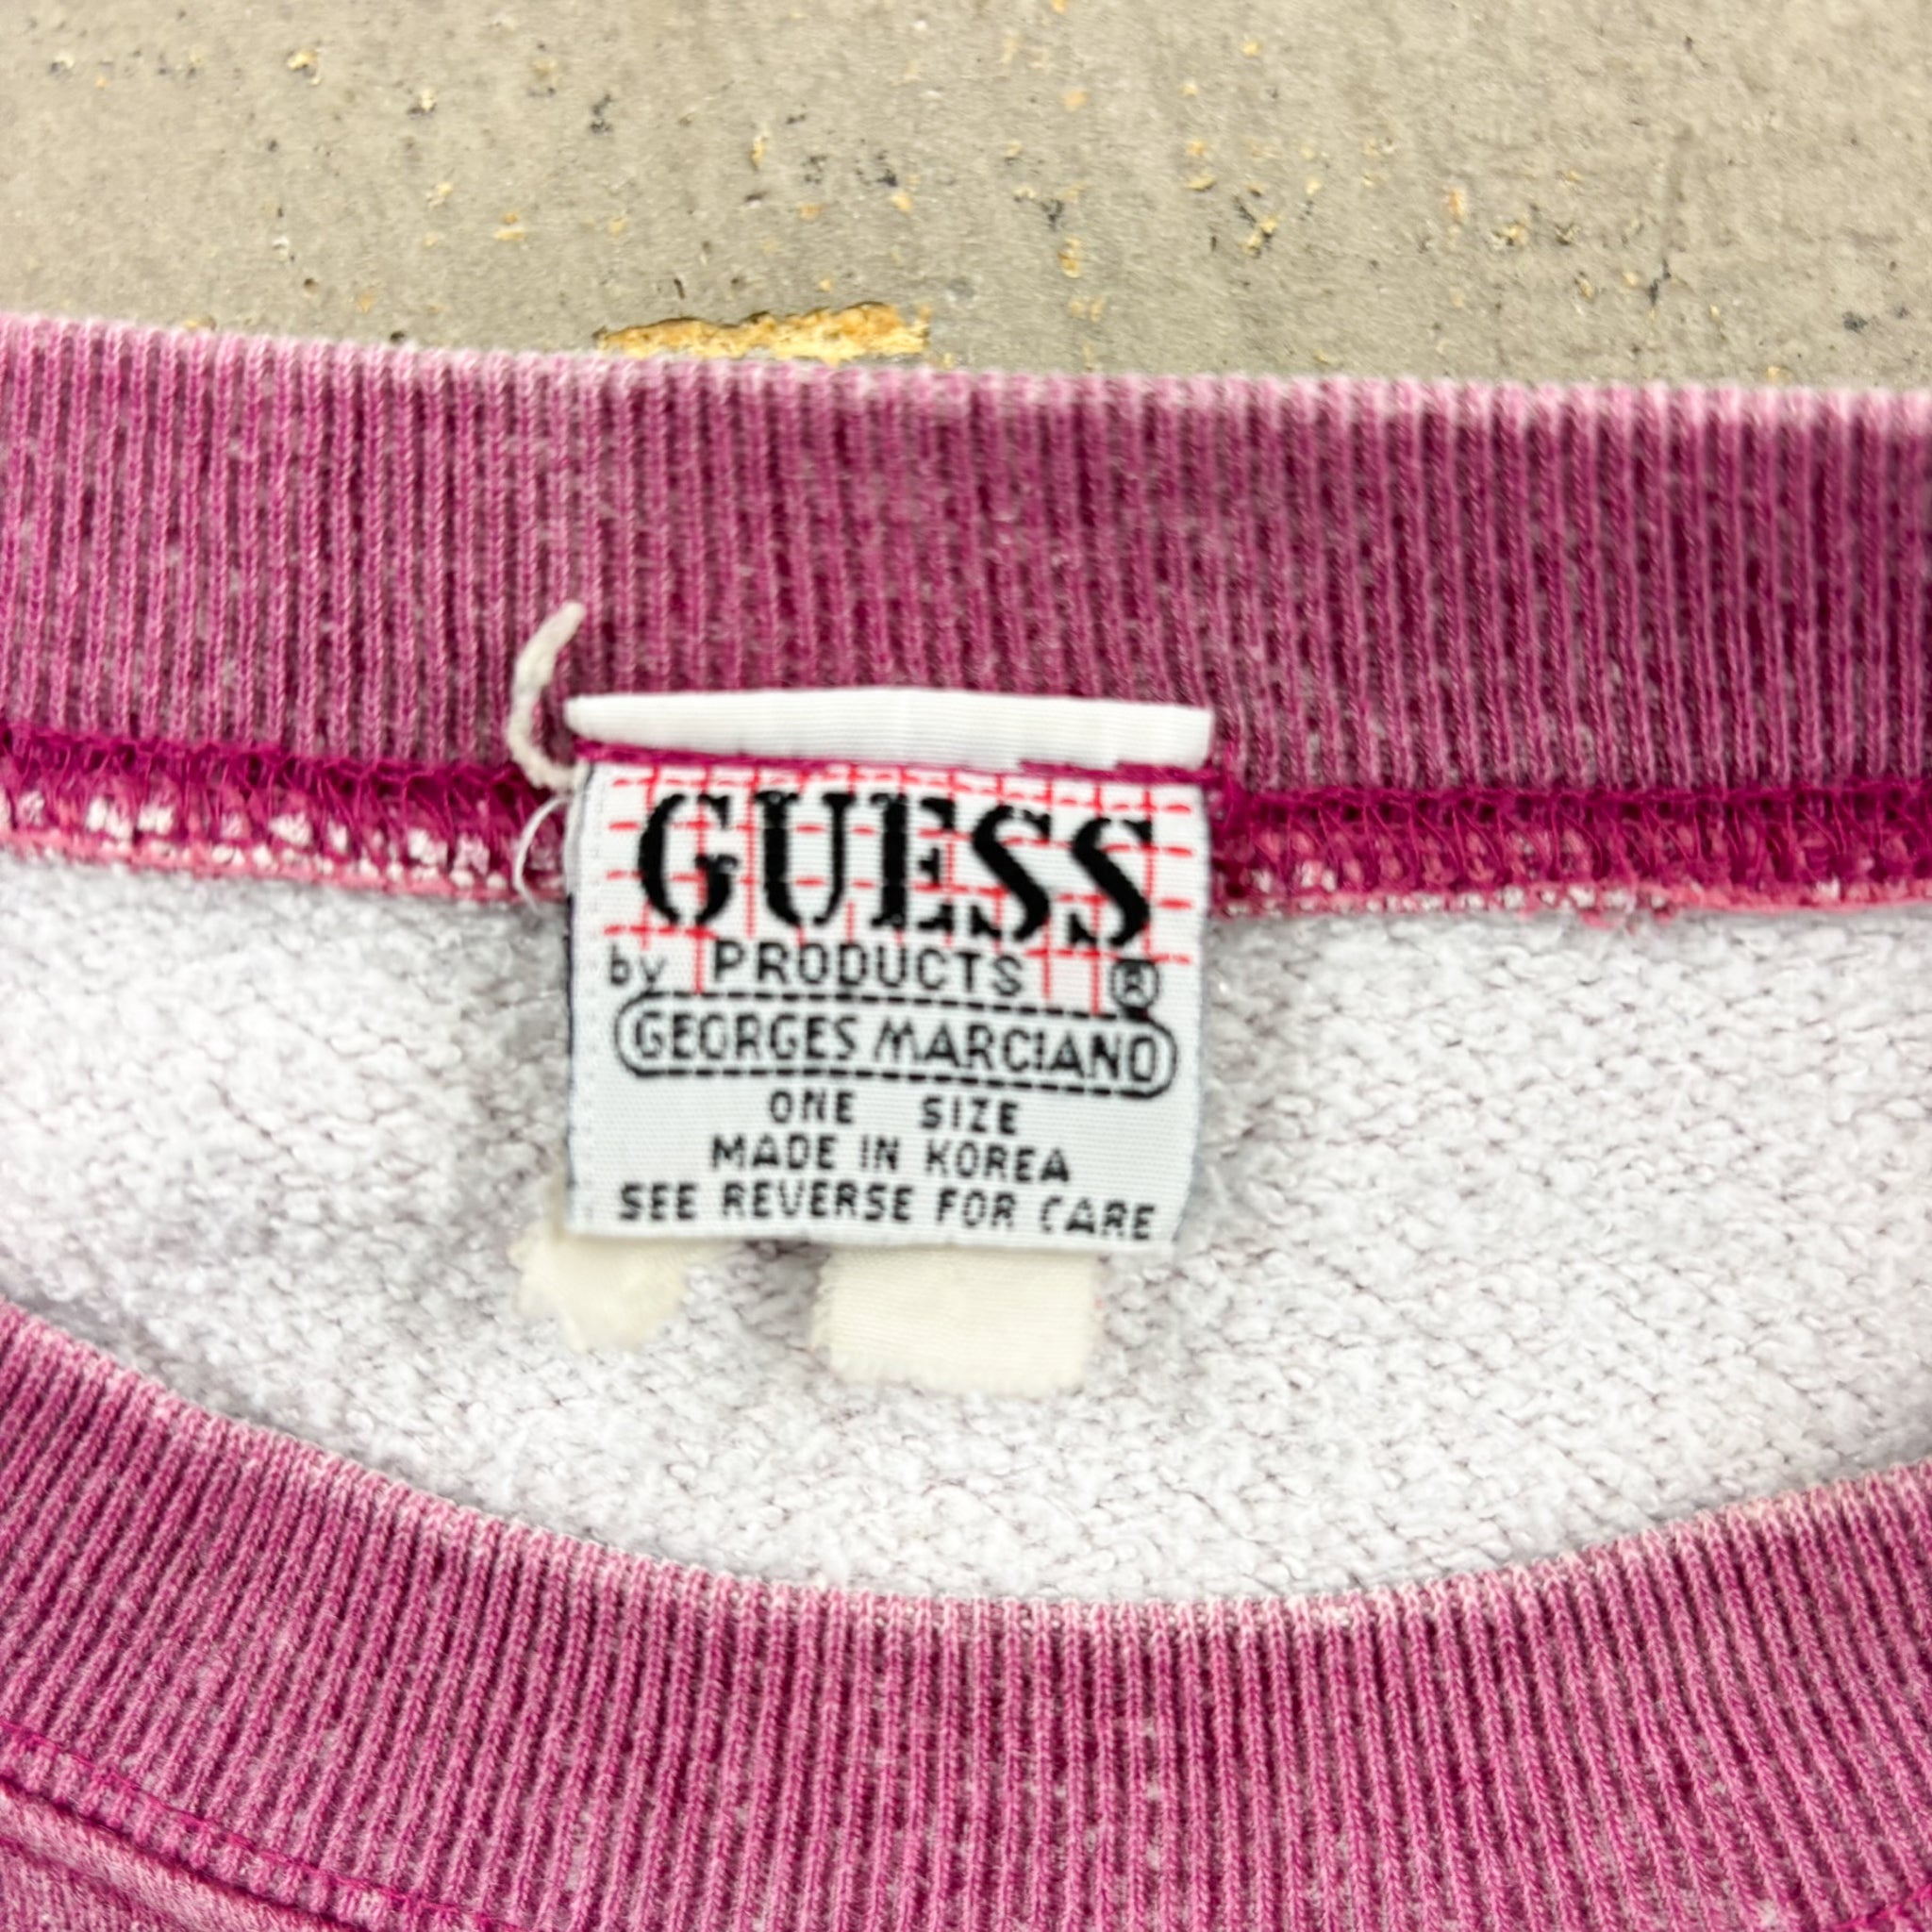 GUESS
by PRODUCTS ®
GEORGES MARCIANO
ONE SIZE
MADE IN KOREA
SEE REVERSE FOR CARE